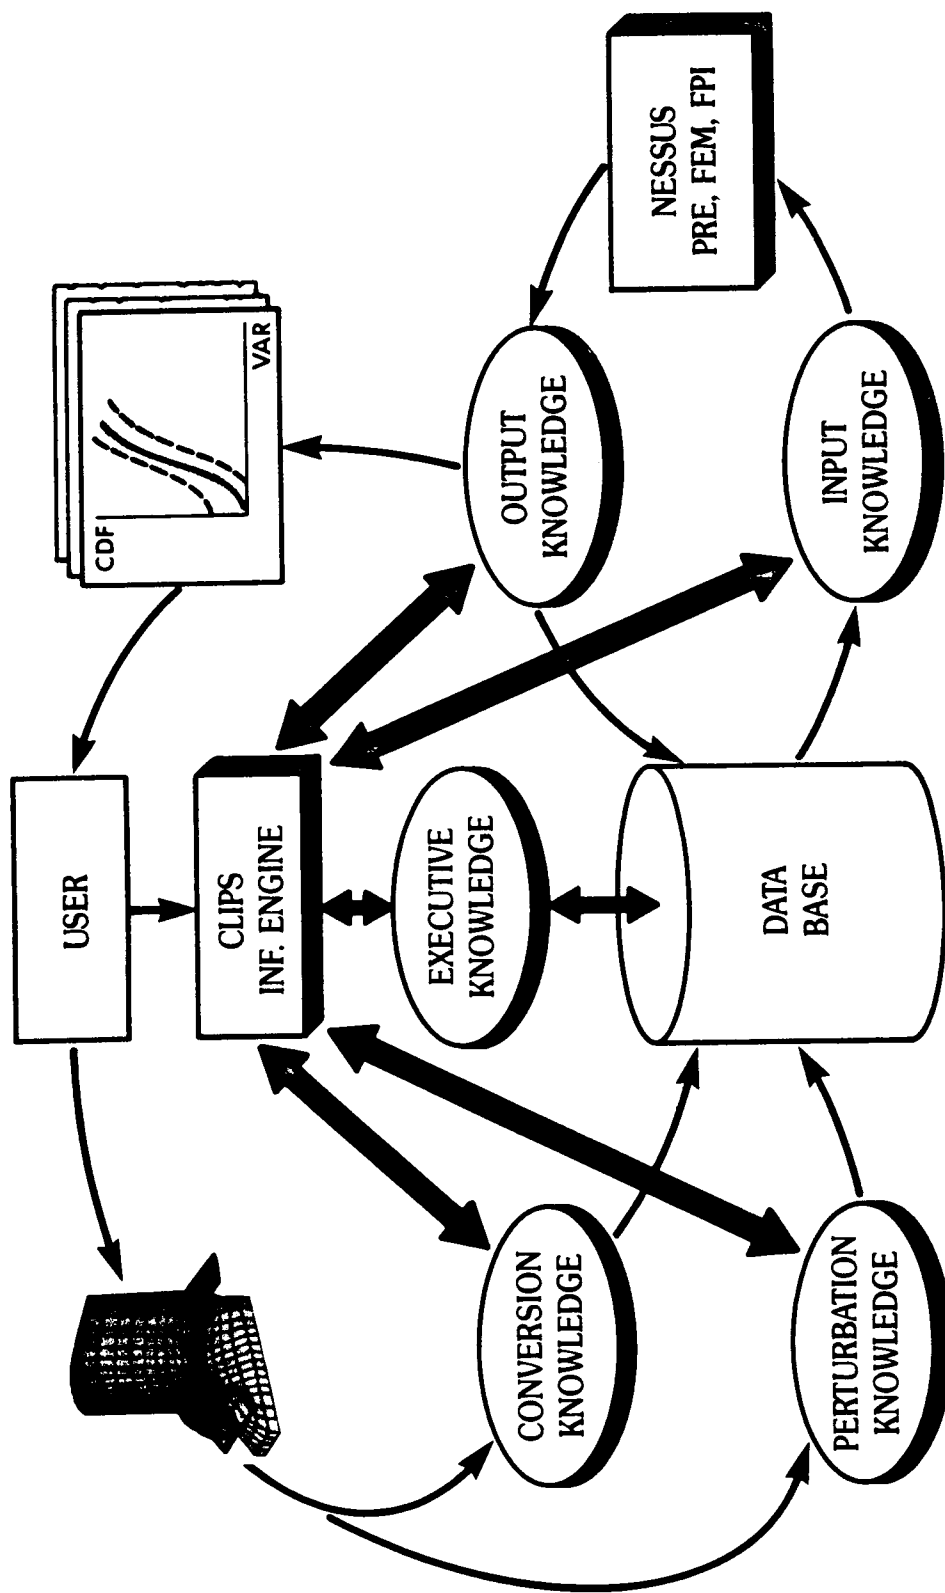 USER
CDF
VAR
CLIPS
INF. ENGINE
CONVERSION
KNOWLEDGE
EXECUTIVE
KNOWLEDGE
OUTPUT
KNOWLEDGE
NESSUS
PRE, FEM, FPI
PERTURBATION
KNOWLEDGE
DATA
BASE
INPUT
KNOWLEDGE